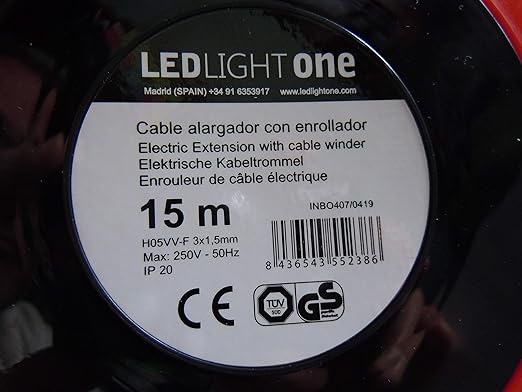 LEDLIGHT one
Madrid (SPAIN) +34 91 6353917 www.ledlightone.com
Cable alargador con enrollador
Electric Extension with cable winder
Elektrische Kabeltrommel
Enrouleur de câble électrique
15 m
INBO407/0419
H05VV-F 3x1,5mm
Max: 250V - 50Hz
IP 20
8 436543 552386
CE
TÜV
SÜD
GS